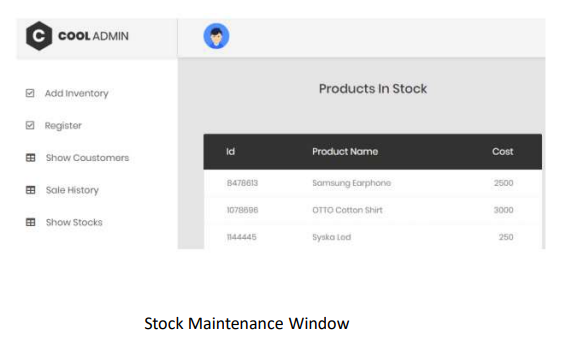 C COOL ADMIN
Products In Stock
Add Inventory
Register
Show Coustomers
Sale History
Show Stocks
Id Product Name Cost
8478613 Samsung Earphone 2500
1078696 OTTO Cotton Shirt 3000
1144445 Syska Led 250
Stock Maintenance Window